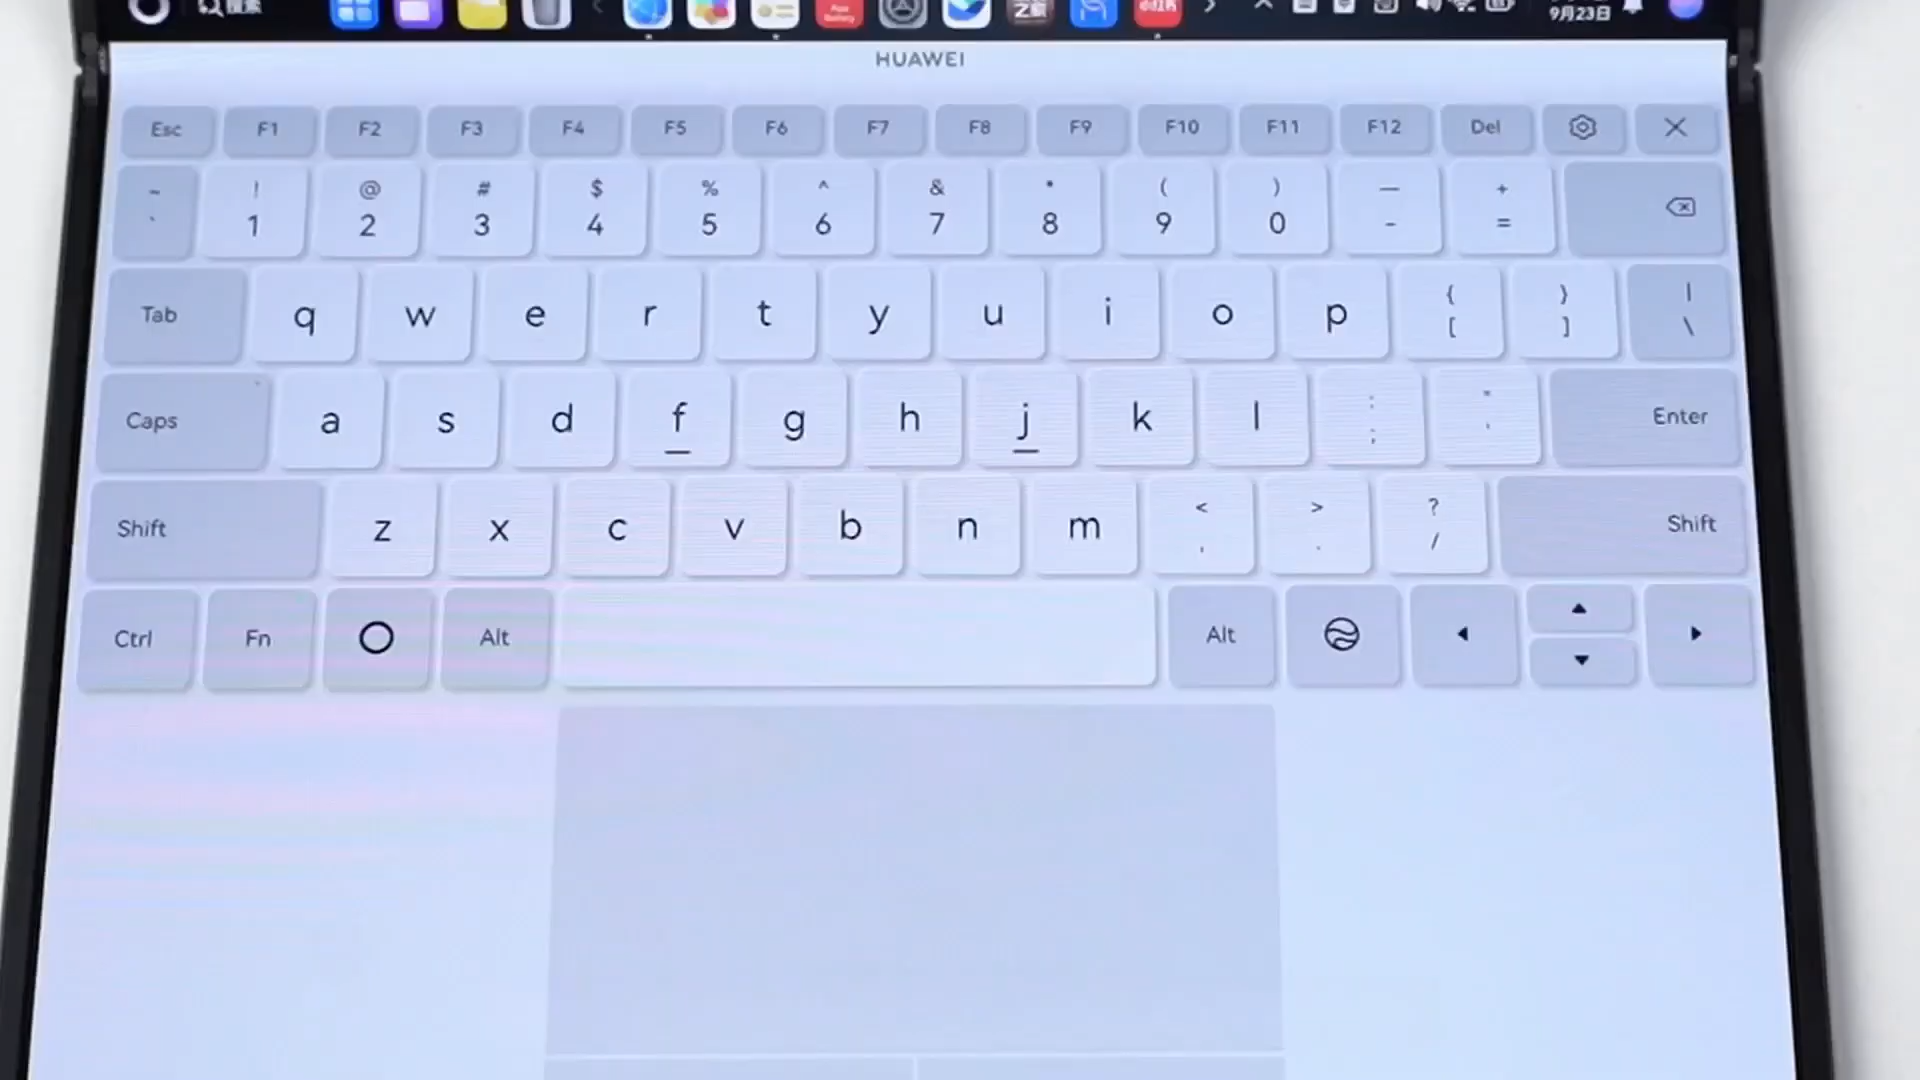 搜索
9月23日
HUAWEI
Esc F1 F2 F3 F4 F5 F6 F7 F8 F9 F10 F11 F12 Del
~ ! @ # $ % ^ & * ( ) — +
` 1 2 3 4 5 6 7 8 9 0 - =
Tab q w e r t y u i o p { } |
[ ] \
Caps a s d f g h j k l : "
; ' Enter
Shift z x c v b n m < > ? Shift
, . /
Ctrl Fn Alt Alt